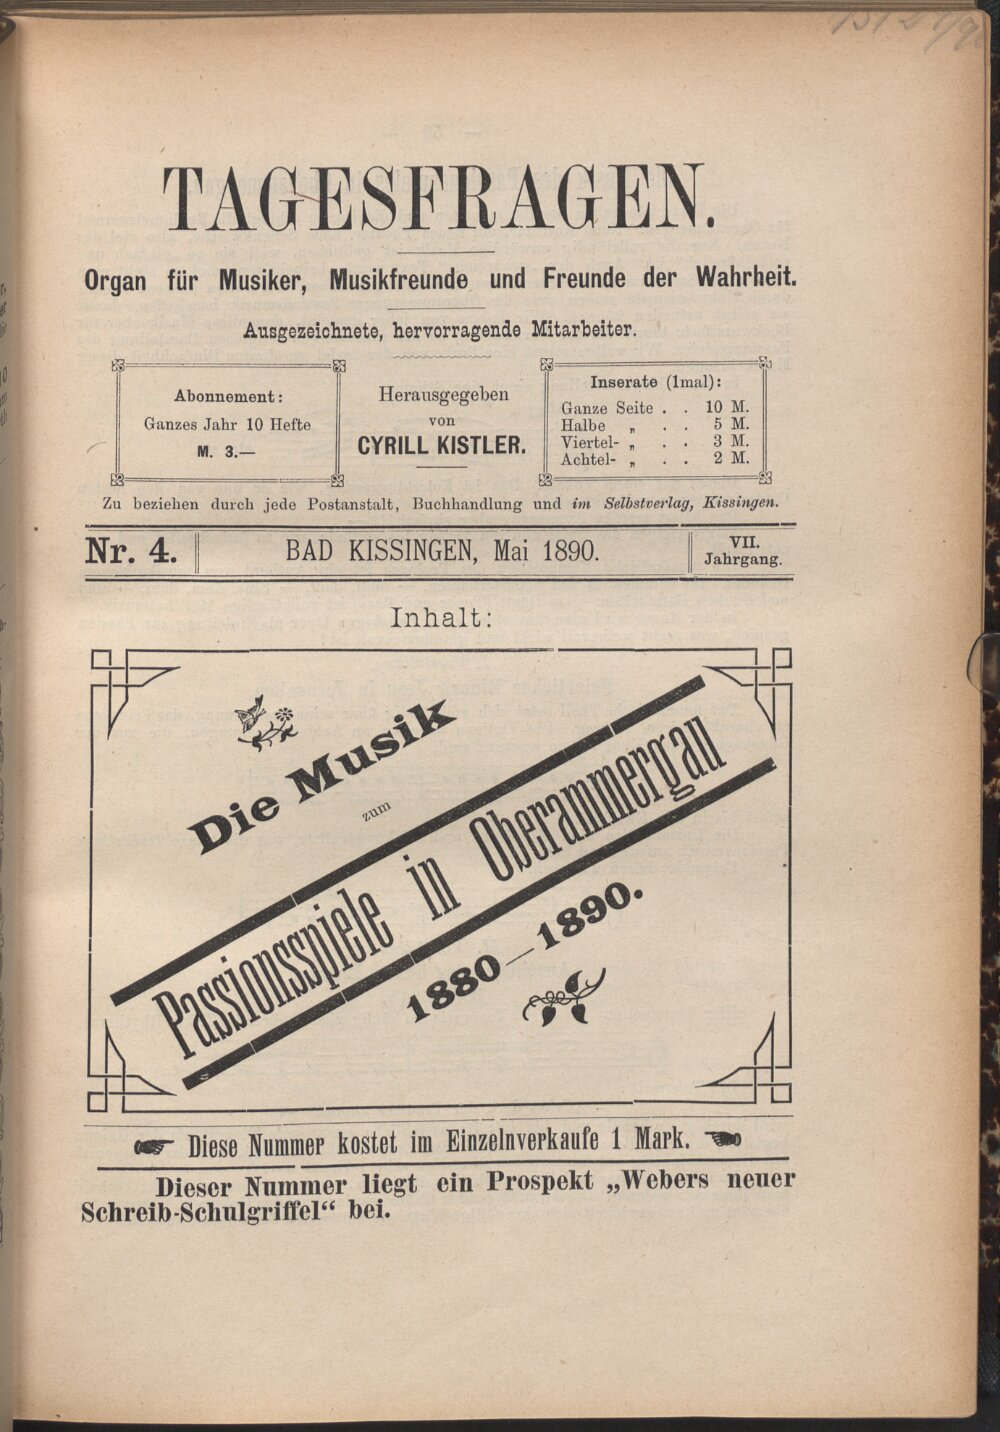 TAGESFRAGEN.
Organ für Musiker, Musikfreunde und Freunde der Wahrheit.
Ausgezeichnete, hervorragende Mitarbeiter.
Abonnement:
Ganzes Jahr 10 Hefte
M. 3.—
Herausgegeben
von
CYRILL KISTLER.
Inserate (1mal):
Ganze Seite . . 10 M.
Halbe „ . . 5 M.
Viertel- „ . . 3 M.
Achtel- „ . . 2 M.
Zu beziehen durch jede Postanstalt, Buchhandlung und im Selbstverlag, Kissingen.
Nr. 4.
BAD KISSINGEN, Mai 1890.
VII.
Jahrgang.
Inhalt:
Die Musik
zum
Passionsspiele in Oberammergau
1880—1890.
Diese Nummer kostet im Einzelnverkaufe 1 Mark.
Dieser Nummer liegt ein Prospekt „Webers neuer
Schreib-Schulgriffel“ bei.